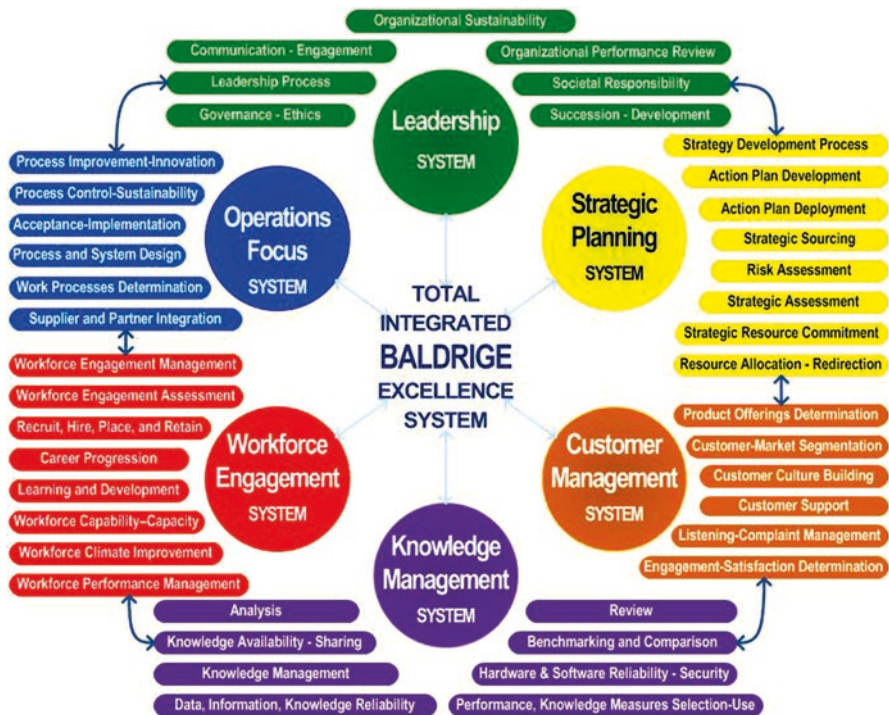 Organizational Sustainability
Communication - Engagement
Organizational Performance Review
Leadership Process
Societal Responsibility
Governance - Ethics
Succession - Development
Leadership
SYSTEM
Process Improvement-Innovation
Process Control-Sustainability
Acceptance-Implementation
Process and System Design
Work Processes Determination
Supplier and Partner Integration
Operations
Focus
SYSTEM
Strategic
Planning
SYSTEM
Strategy Development Process
Action Plan Development
Action Plan Deployment
Strategic Sourcing
Risk Assessment
Strategic Assessment
Strategic Resource Commitment
Resource Allocation - Redirection
TOTAL
INTEGRATED
BALDRIGE
EXCELLENCE
SYSTEM
Workforce Engagement Management
Workforce Engagement Assessment
Recruit, Hire, Place, and Retain
Career Progression
Learning and Development
Workforce Capability–Capacity
Workforce Climate Improvement
Workforce Performance Management
Workforce
Engagement
SYSTEM
Customer
Management
SYSTEM
Product Offerings Determination
Customer-Market Segmentation
Customer Culture Building
Customer Support
Listening-Complaint Management
Engagement-Satisfaction Determination
Knowledge
Management
SYSTEM
Analysis
Knowledge Availability - Sharing
Knowledge Management
Data, Information, Knowledge Reliability
Review
Benchmarking and Comparison
Hardware & Software Reliability - Security
Performance, Knowledge Measures Selection-Use